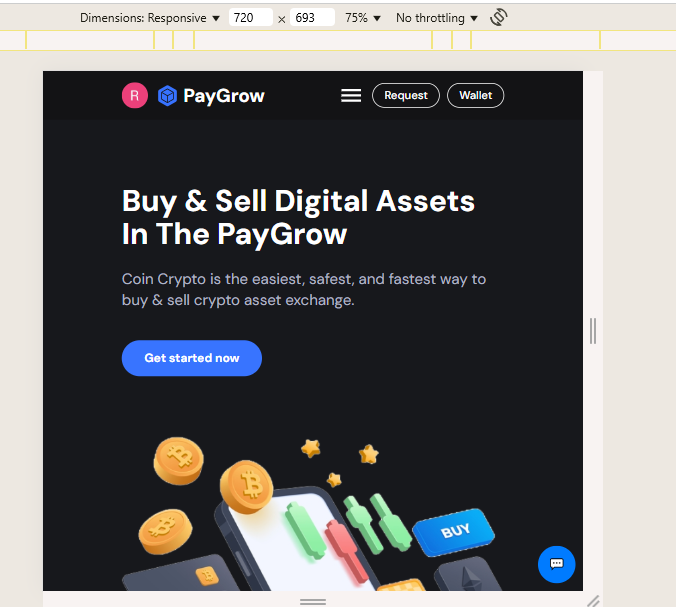 Dimensions: Responsive ▼ 720 × 693 75% ▼ No throttling ▼
R PayGrow Request Wallet
Buy & Sell Digital Assets
In The PayGrow
Coin Crypto is the easiest, safest, and fastest way to
buy & sell crypto asset exchange.
Get started now
BUY